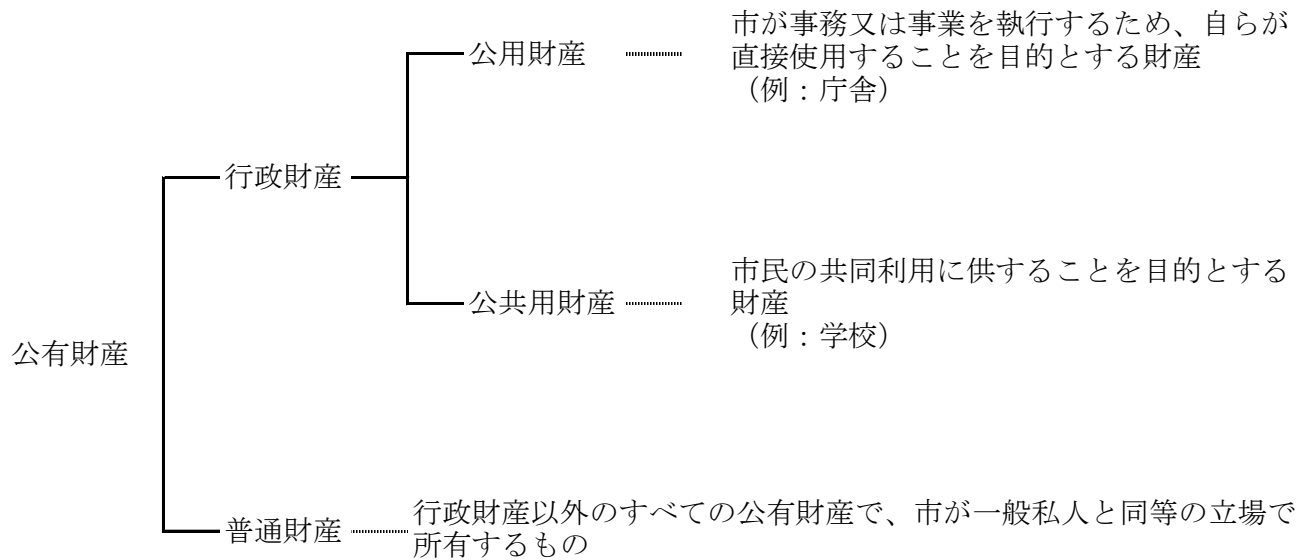 公用財産
市が事務又は事業を執行するため、自らが
直接使用することを目的とする財産
（例：庁舎）
行政財産
公共用財産
市民の共同利用に供することを目的とする
財産
（例：学校）
公有財産
普通財産
行政財産以外のすべての公有財産で、市が一般私人と同等の立場で
所有するもの